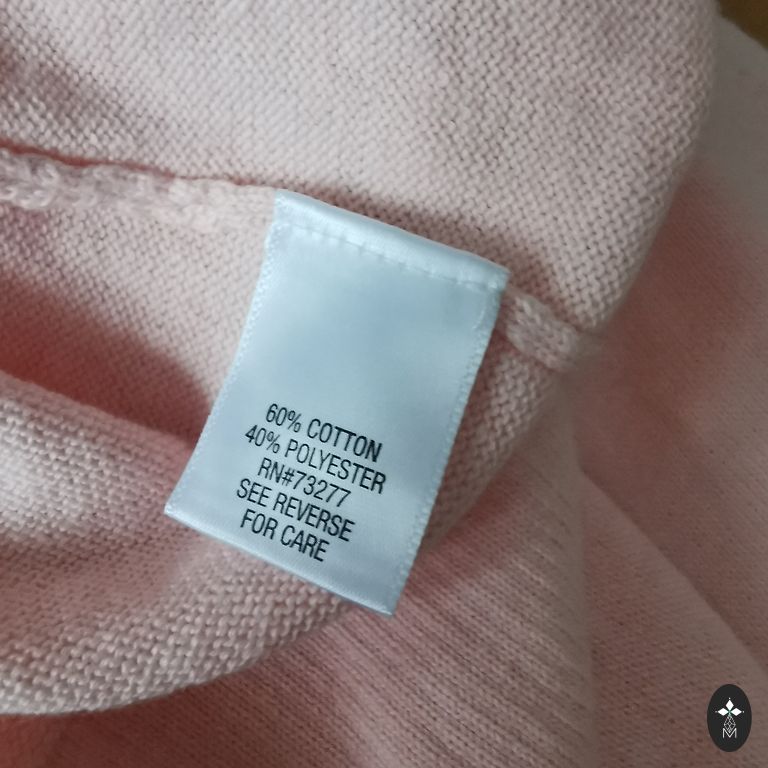 60% COTTON
40% POLYESTER
RN#73277
SEE REVERSE
FOR CARE
M